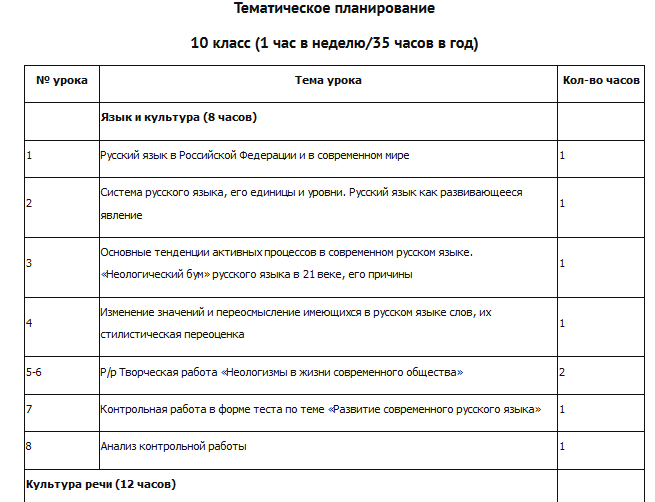 Тематическое планирование
10 класс (1 час в неделю/35 часов в год)
№ урока Тема урока Кол-во часов
Язык и культура (8 часов)
1 Русский язык в Российской Федерации и в современном мире 1
2 Система русского языка, его единицы и уровни. Русский язык как развивающееся
явление 1
3 Основные тенденции активных процессов в современном русском языке.
«Неологический бум» русского языка в 21 веке, его причины 1
4 Изменение значений и переосмысление имеющихся в русском языке слов, их
стилистическая переоценка 1
5-6 Р/р Творческая работа «Неологизмы в жизни современного общества» 2
7 Контрольная работа в форме теста по теме «Развитие современного русского языка» 1
8 Анализ контрольной работы 1
Культура речи (12 часов)